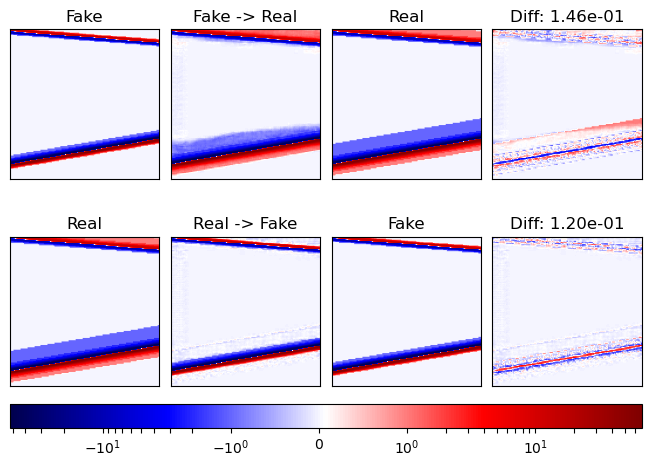 Fake Fake -> Real Real Diff: 1.46e-01
Real Real -> Fake Fake Diff: 1.20e-01
−10¹ −10⁰ 0 10⁰ 10¹